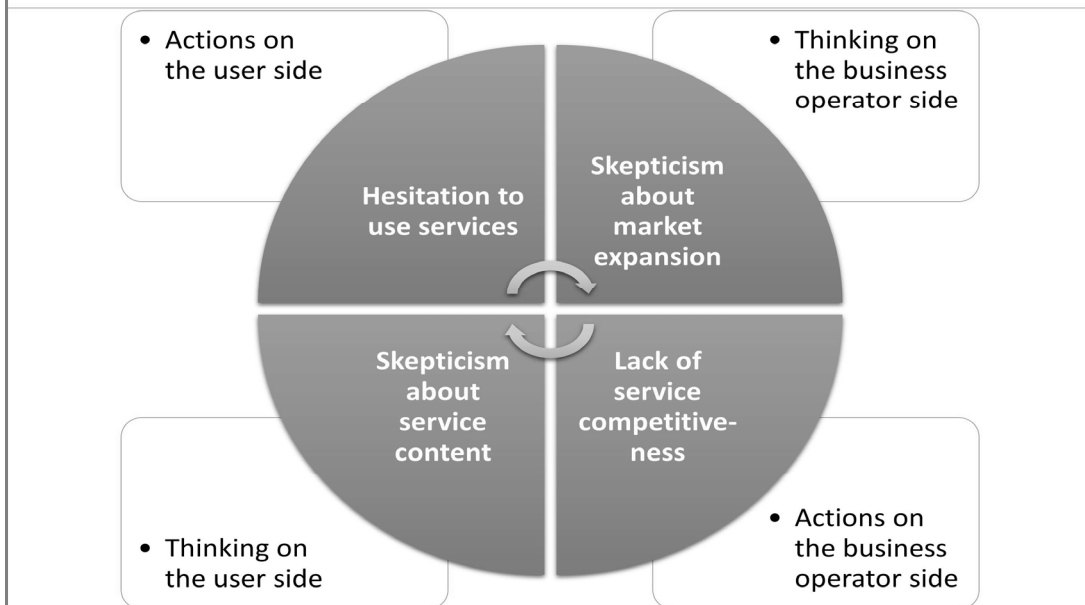 • Actions on
the user side
• Thinking on
the business
operator side
Hesitation to
use services
Skepticism
about
market
expansion
Skepticism
about
service
content
Lack of
service
competitive-
ness
• Thinking on
the user side
• Actions on
the business
operator side